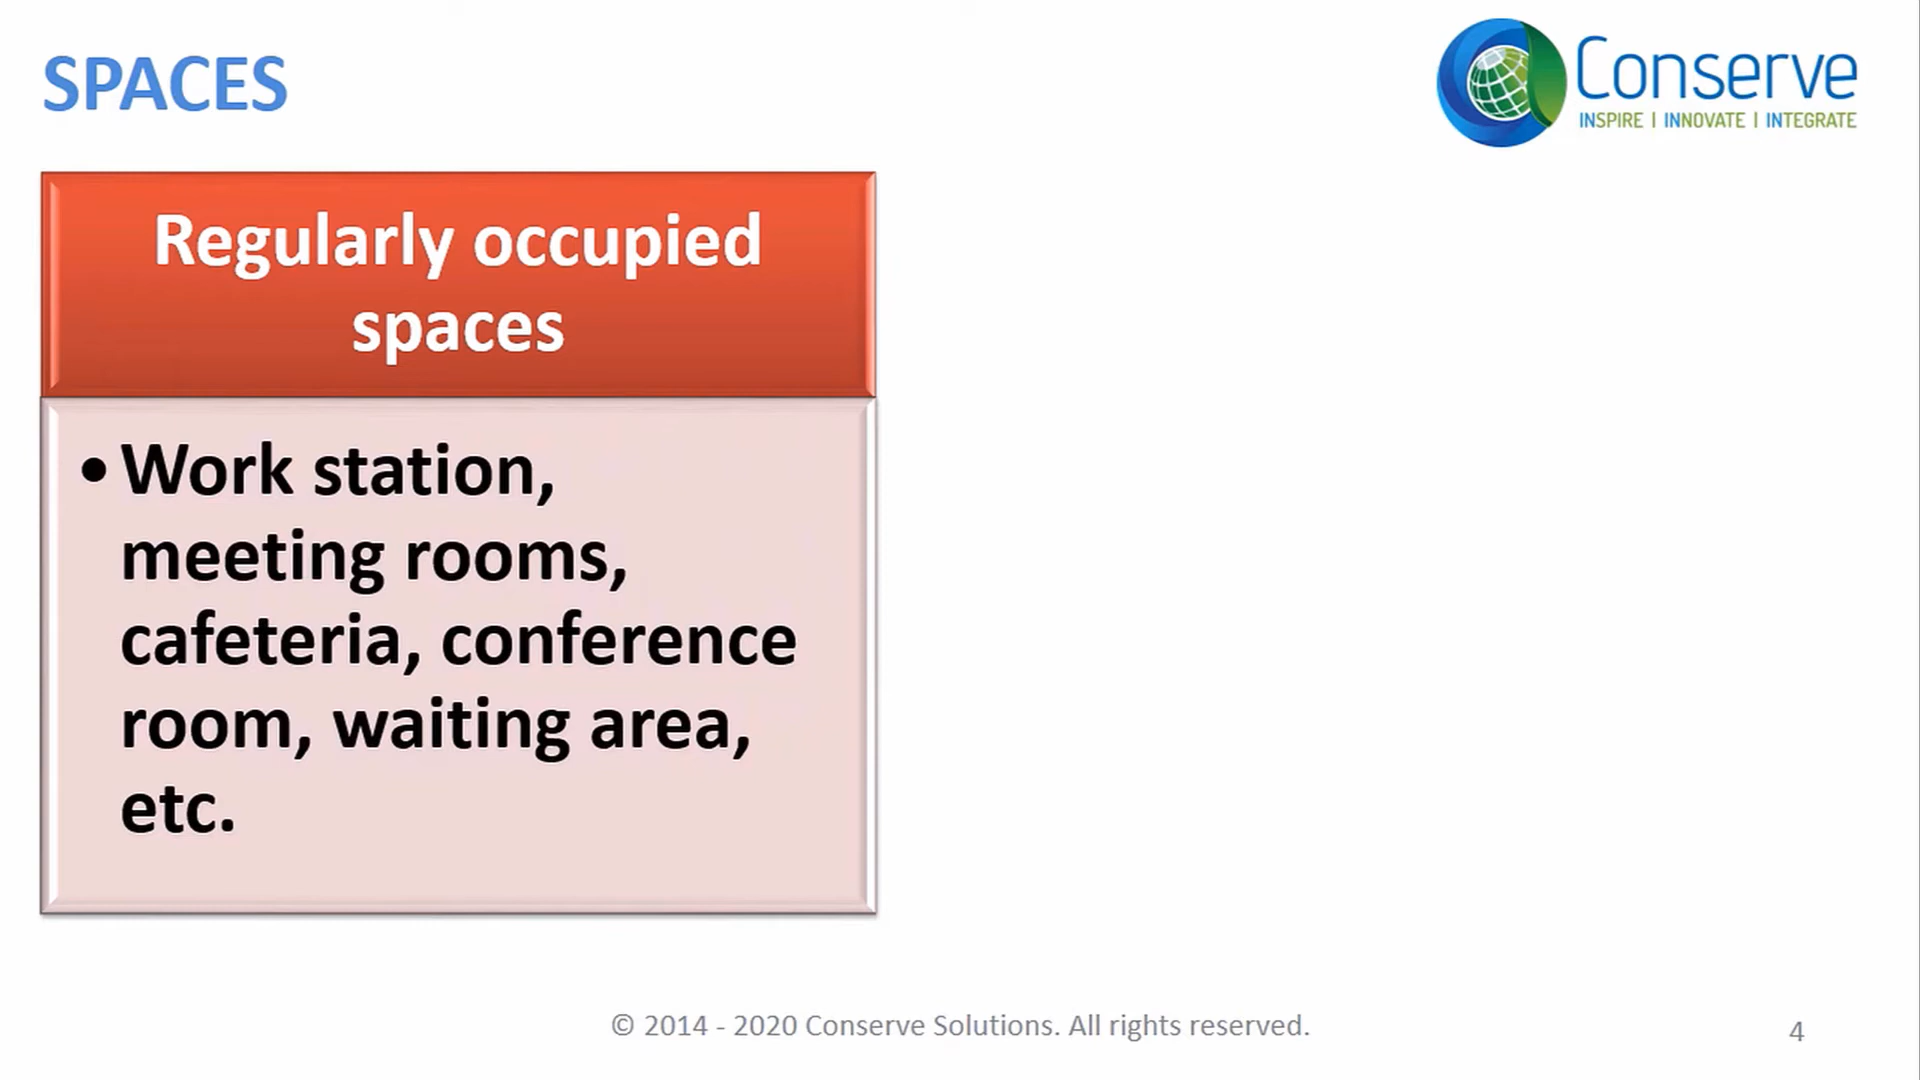 SPACES
Conserve
INSPIRE | INNOVATE | INTEGRATE
Regularly occupied
spaces
• Work station,
meeting rooms,
cafeteria, conference
room, waiting area,
etc.
© 2014 - 2020 Conserve Solutions. All rights reserved.
4